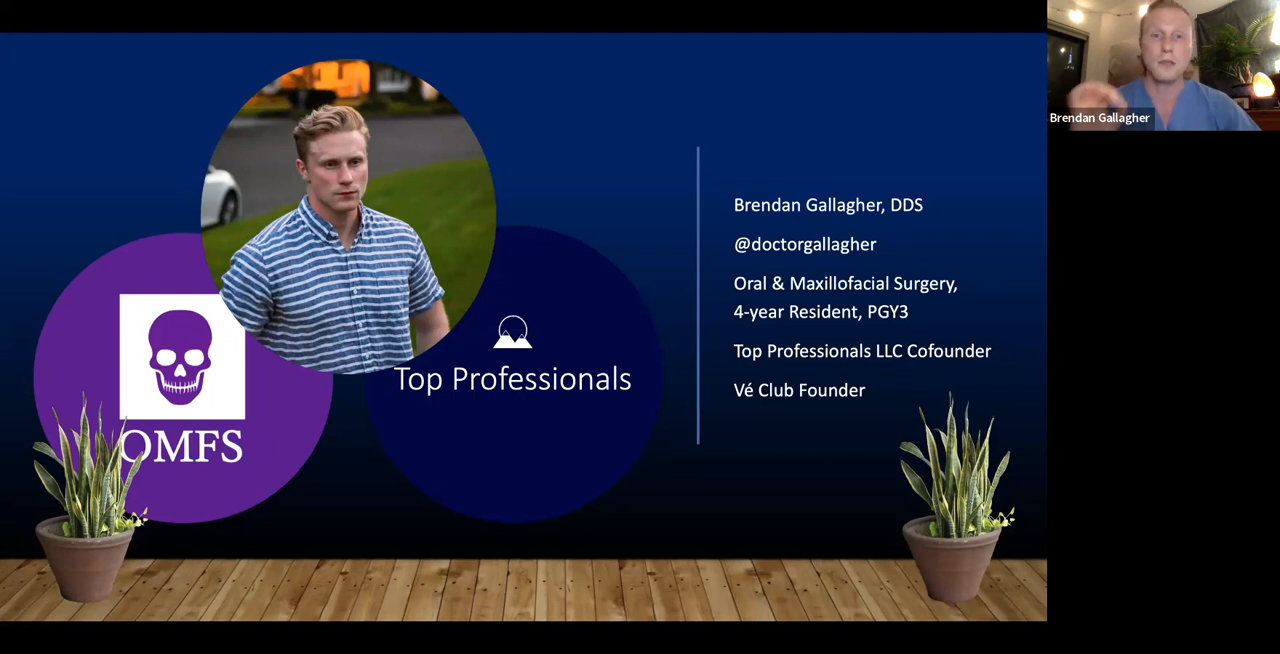 OMFS
Top Professionals
Brendan Gallagher, DDS
@doctorgallagher
Oral & Maxillofacial Surgery,
4-year Resident, PGY3
Top Professionals LLC Cofounder
Vé Club Founder
Brendan Gallagher